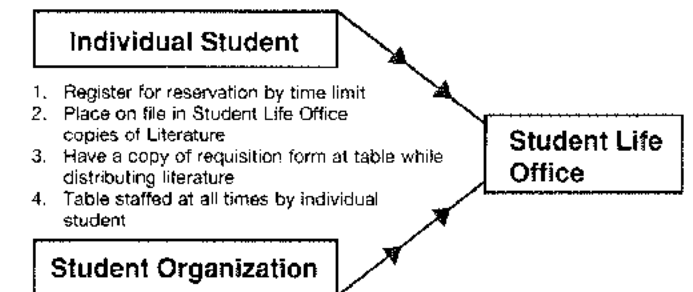 Individual Student
1. Register for reservation by time limit
2. Place on file in Student Life Office
copies of Literature
3. Have a copy of requisition form at table while
distributing literature
4. Table staffed at all times by individual
student
Student Life
Office
Student Organization